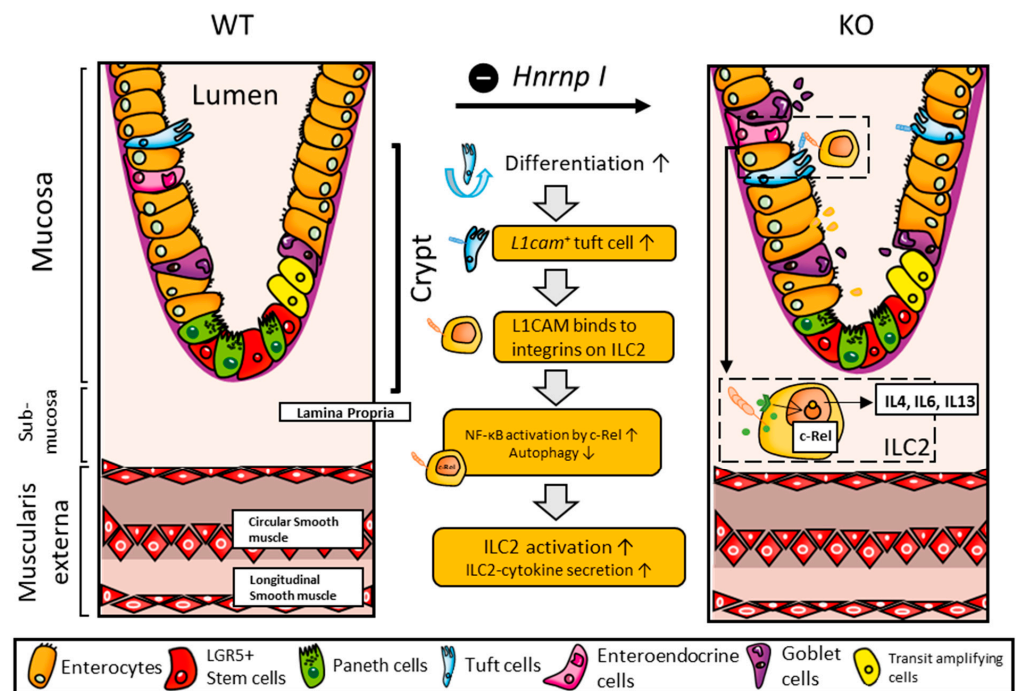 WT
KO
Lumen
Hnrnp I
Mucosa
Crypt
Differentiation ↑
L1cam⁺ tuft cell ↑
L1CAM binds to
integrins on ILC2
Sub-
mucosa
Lamina Propria
NF-κB activation by c-Rel ↑
Autophagy ↓
c-Rel
IL4, IL6, IL13
c-Rel
ILC2
Muscularis
externa
Circular Smooth
muscle
Longitudinal
Smooth muscle
ILC2 activation ↑
ILC2-cytokine secretion ↑
Enterocytes
LGR5+
Stem cells
Paneth cells
Tuft cells
Enteroendocrine
cells
Goblet
cells
Transit amplifying
cells